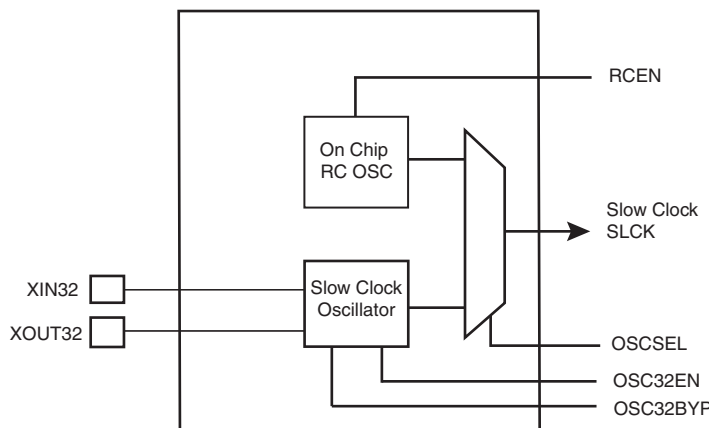 RCEN
On Chip
RC OSC
Slow Clock
SLCK
XIN32
Slow Clock
Oscillator
XOUT32
OSCSEL
OSC32EN
OSC32BYP